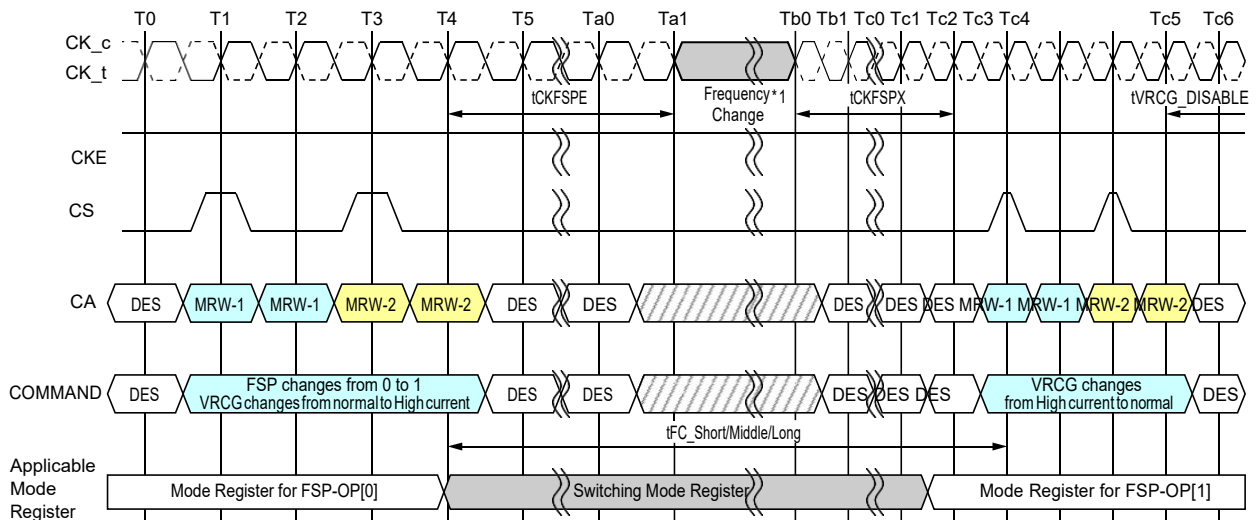 T0 T1 T2 T3 T4 T5 Ta0 Ta1 Tb0 Tb1 Tc0 Tc1 Tc2 Tc3 Tc4 Tc5 Tc6
CK_c
CK_t
tCKFSPE Frequency*1 tCKFSPX tVRCG_DISABLE
Change
CKE
CS
CA DES MRW-1 MRW-1 MRW-2 MRW-2 DES DES DES DES DES MRW-1 MRW-1 MRW-2 MRW-2 DES
COMMAND DES FSP changes from 0 to 1 DES DES DES DES DES VRCG changes DES
VRCG changes from normal to High current from High current to normal
tFC_Short/Middle/Long
Applicable
Mode Mode Register for FSP-OP[0] Switching Mode Register Mode Register for FSP-OP[1]
Register